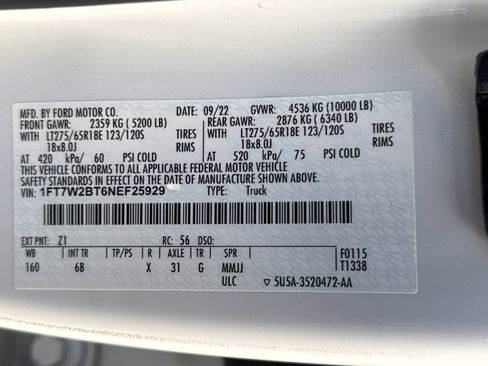 MFD. BY FORD MOTOR CO. DATE: 09/22 GVWR: 4536 KG (10000 LB)
FRONT GAWR: 2359 KG (5200 LB) REAR GAWR: 2876 KG (6340 LB)
WITH LT275/65R18E 123/120S TIRES WITH LT275/65R18E 123/120S TIRES
18x8.0J RIMS 18x8.0J RIMS
AT 420 kPa/ 60 PSI COLD AT 520 kPa/ 75 PSI COLD
THIS VEHICLE CONFORMS TO ALL APPLICABLE FEDERAL MOTOR VEHICLE
SAFETY STANDARDS IN EFFECT ON THE DATE OF MANUFACTURE SHOWN ABOVE.
VIN: 1FT7W2BT6NEF25929 TYPE: Truck
EXT PNT: Z1 RC: 56 DSO:
WB INT TR TP/PS R AXLE TR SPR F0115
160 6B X 31 G MMJJ T1338
ULC ▽ 5U5A-3520472-AA